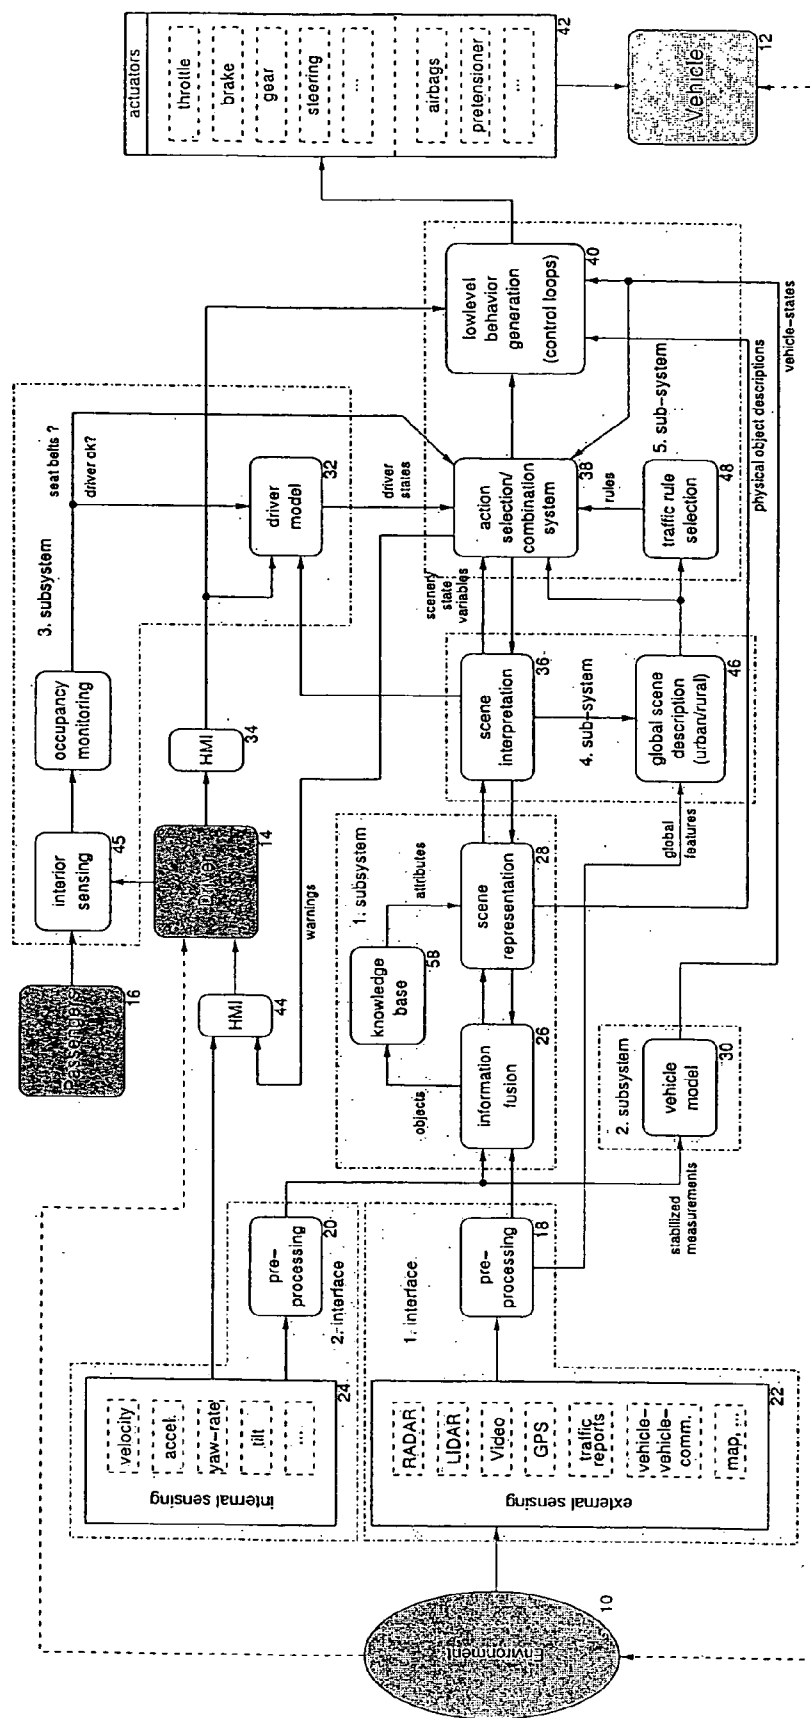 Environment
10
external sensing
RADAR
LIDAR
Video
GPS
traffic
reports
vehicle-
vehicle-
comm.
map, ...
22
internal sensing
velocity
accel.
yaw-rate
tilt
...
24
pre-
processing
20
2. interface
1. interface
pre-
processing
18
stabilized
measurements
Passengers
16
HMI
44
warnings
Driver
14
HMI
34
interior
sensing
45
occupancy
monitoring
3. subsystem
seat belts ?
driver ok?
driver
model
32
driver
states
objects
information
fusion
26
knowledge
base
58
1. subsystem
attributes
scene
representation
28
2. subsystem
vehicle
model
30
global
features
scene
interpretation
36
4. sub-system
global scene
description
(urban/rural)
46
scenery
state
variables
action
selection/
combination
system
38
rules
traffic rule
selection
48
5. sub-system
lowlevel
behavior
generation
(control loops)
40
physical object descriptions
vehicle-states
actuators
throttle
brake
gear
steering
...
airbags
pretensioner
...
42
Vehicle
12